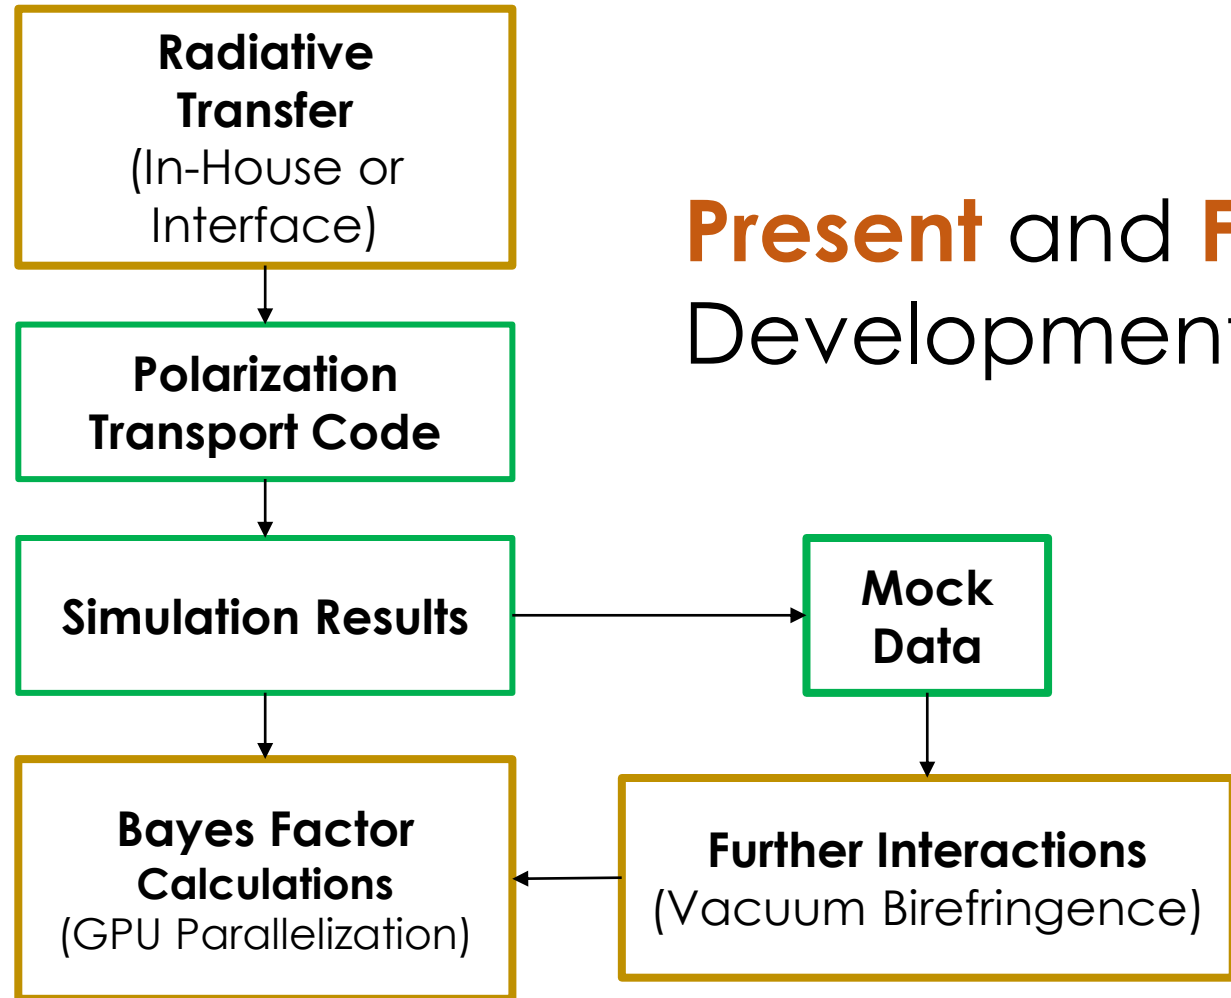 Radiative
Transfer
(In-House or
Interface)
Present and F
Developmen
Polarization
Transport Code
Simulation Results
Mock
Data
Bayes Factor
Calculations
(GPU Parallelization)
Further Interactions
(Vacuum Birefringence)